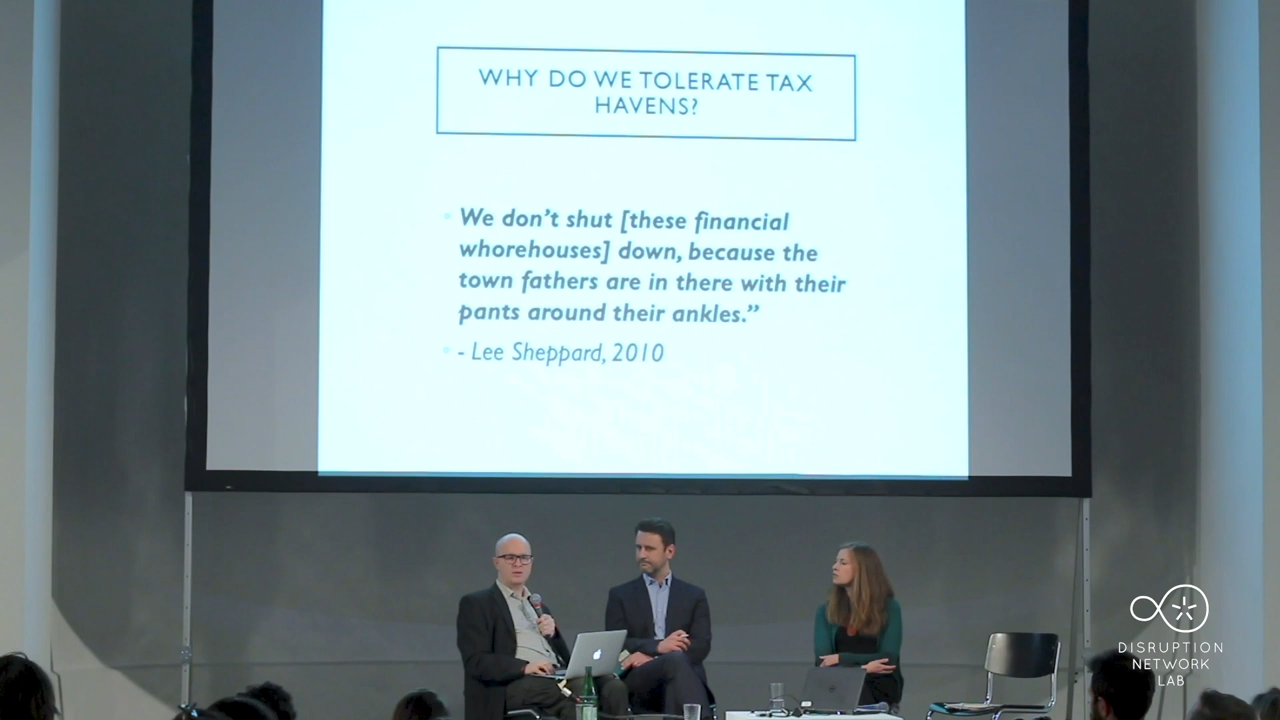 WHY DO WE TOLERATE TAX
HAVENS?
We don’t shut [these financial
whorehouses] down, because the
town fathers are in there with their
pants around their ankles.”
- Lee Sheppard, 2010
DISRUPTION
NETWORK
LAB